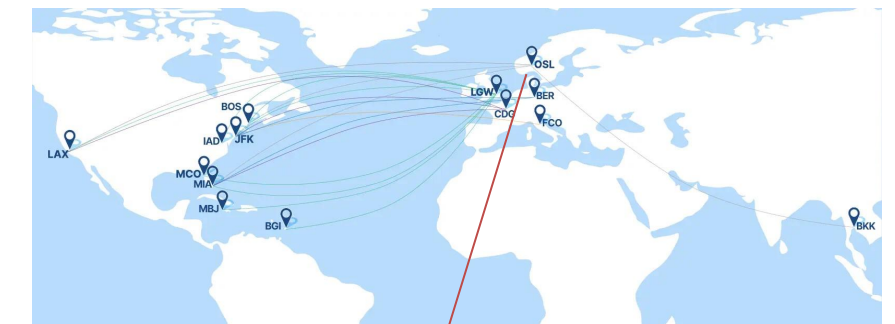 OSL
LGW
BER
CDG
FCO
BOS
IAD
JFK
LAX
MCO
MIA
MBJ
BGI
BKK